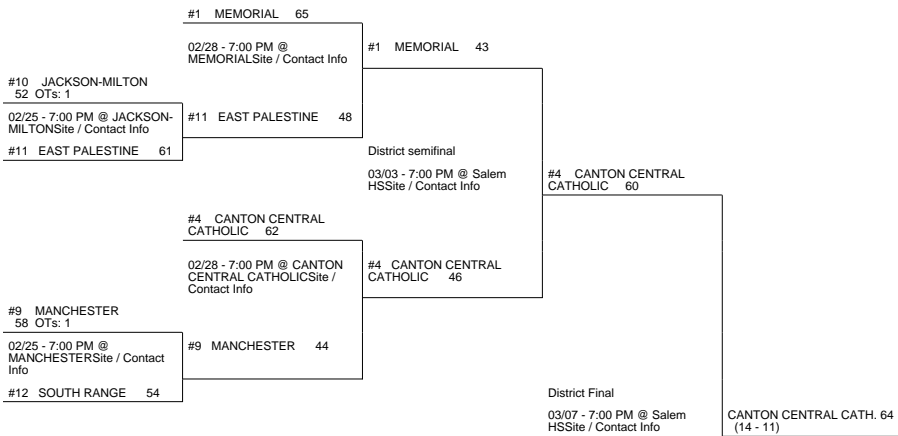 #1 MEMORIAL 65
02/28 - 7:00 PM @
MEMORIALSite / Contact Info
#1 MEMORIAL 43
#10 JACKSON-MILTON
52 OTs: 1
02/25 - 7:00 PM @ JACKSON-
MILTONSite / Contact Info
#11 EAST PALESTINE 48
#11 EAST PALESTINE 61
District semifinal
03/03 - 7:00 PM @ Salem
HSSite / Contact Info
#4 CANTON CENTRAL
CATHOLIC 60
#4 CANTON CENTRAL
CATHOLIC 62
02/28 - 7:00 PM @ CANTON
CENTRAL CATHOLICSite /
Contact Info
#4 CANTON CENTRAL
CATHOLIC 46
#9 MANCHESTER
58 OTs: 1
02/25 - 7:00 PM @
MANCHESTERSite / Contact
Info
#9 MANCHESTER 44
#12 SOUTH RANGE 54
District Final
03/07 - 7:00 PM @ Salem
HSSite / Contact Info
CANTON CENTRAL CATH. 64
(14 - 11)